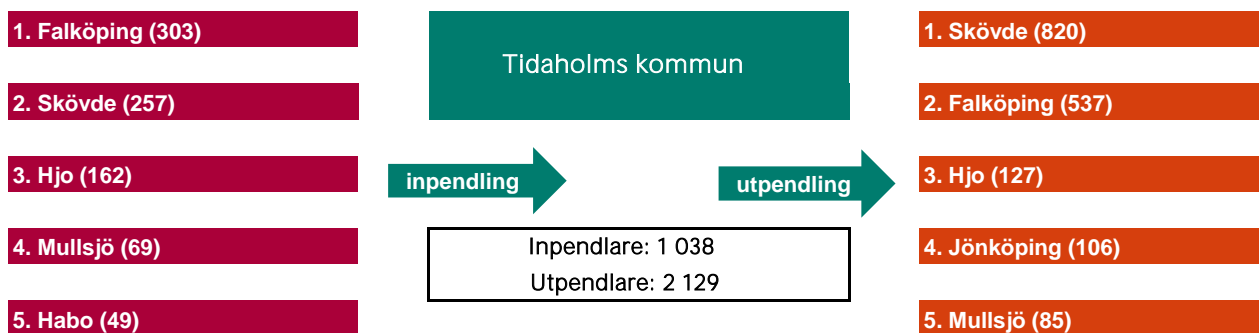 1. Falköping (303)
2. Skövde (257)
3. Hjo (162)
4. Mullsjö (69)
5. Habo (49)
Tidaholms kommun
inpendling
utpendling
Inpendlare: 1 038
Utpendlare: 2 129
1. Skövde (820)
2. Falköping (537)
3. Hjo (127)
4. Jönköping (106)
5. Mullsjö (85)